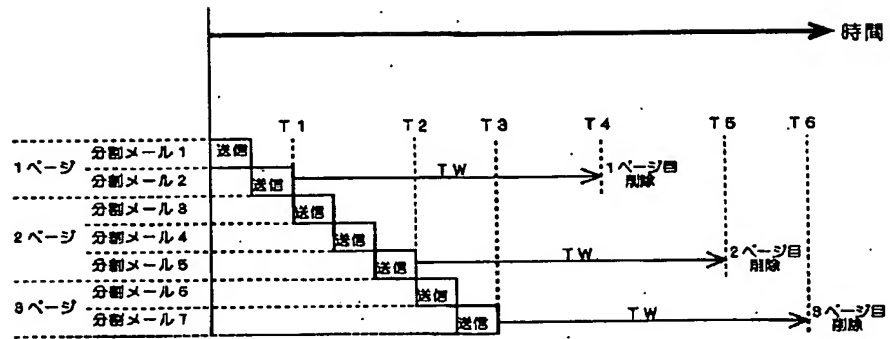 時間
T1
T2
T3
T4
T5
T6
1ページ
分割メール1
送信
分割メール2
送信
TW
1ページ目
削除
2ページ
分割メール3
送信
分割メール4
送信
分割メール5
送信
TW
2ページ目
削除
3ページ
分割メール6
送信
分割メール7
送信
TW
3ページ目
削除